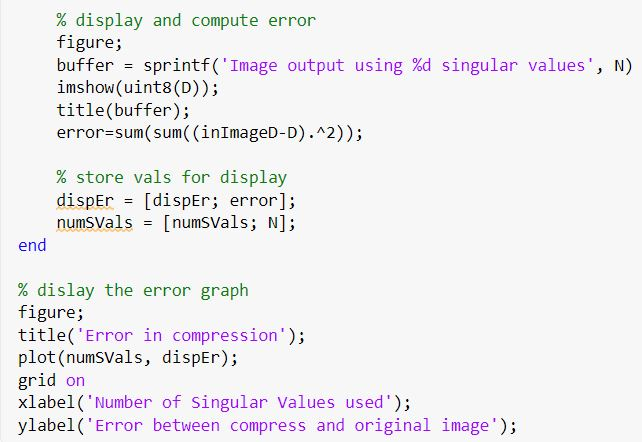 % display and compute error
figure;
buffer = sprintf('Image output using %d singular values', N)
imshow(uint8(D));
title(buffer);
error=sum(sum((inImageD-D).^2));
% store vals for display
dispEr = [dispEr; error];
numSVals = [numSVals; N];
end
% dislay the error graph
figure;
title('Error in compression');
plot(numSVals, dispEr);
grid on
xlabel('Number of Singular Values used');
ylabel('Error between compress and original image');